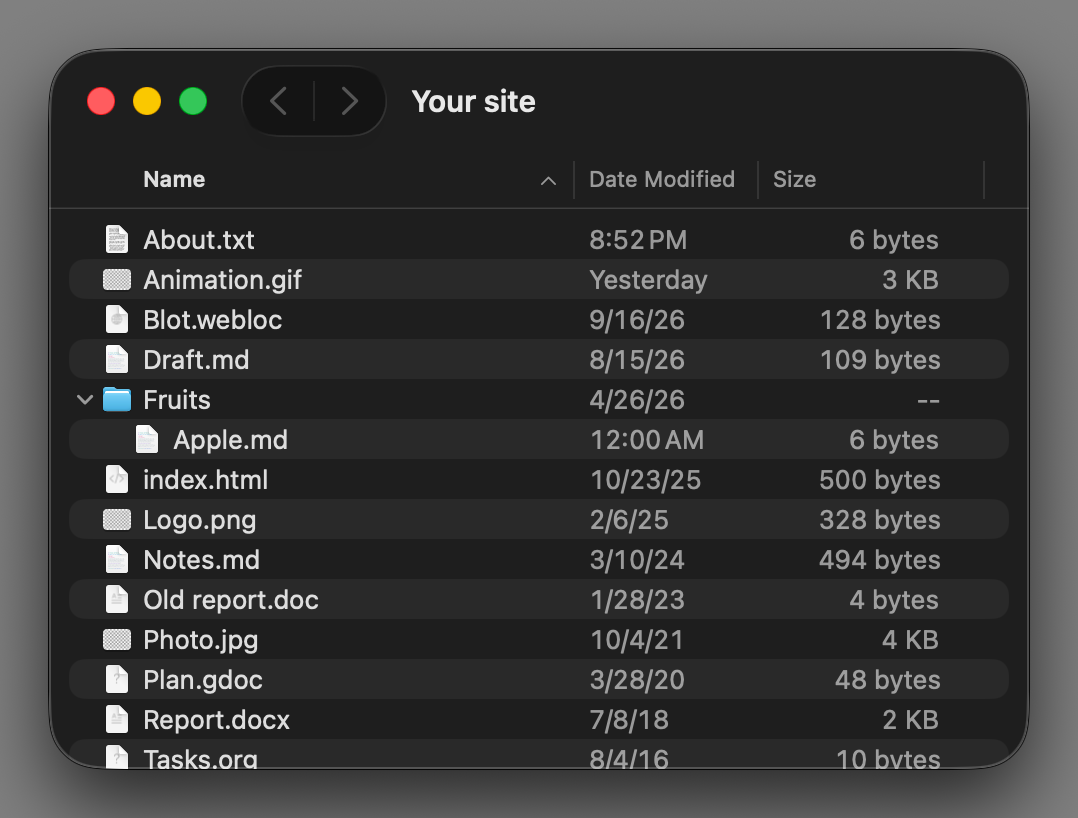 Your site
Name Date Modified Size
About.txt 8:52 PM 6 bytes
Animation.gif Yesterday 3 KB
Blot.webloc 9/16/26 128 bytes
Draft.md 8/15/26 109 bytes
Fruits 4/26/26 --
Apple.md 12:00 AM 6 bytes
index.html 10/23/25 500 bytes
Logo.png 2/6/25 328 bytes
Notes.md 3/10/24 494 bytes
Old report.doc 1/28/23 4 bytes
Photo.jpg 10/4/21 4 KB
Plan.gdoc 3/28/20 48 bytes
Report.docx 7/8/18 2 KB
Tasks.org 8/4/16 10 bytes